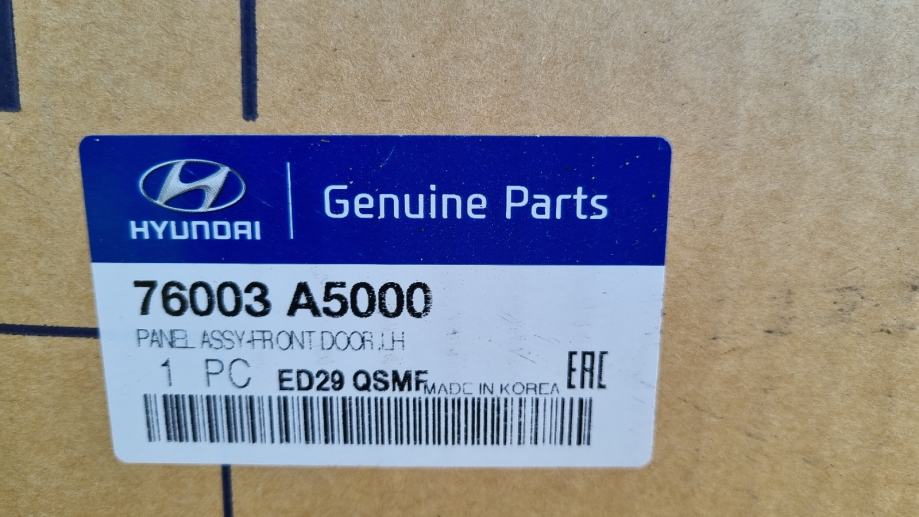 HYUNDAI
Genuine Parts
76003 A5000
PANEL ASSY-FRONT DOOR,LH
1 PC ED29 QSMF MADE IN KOREA EAC